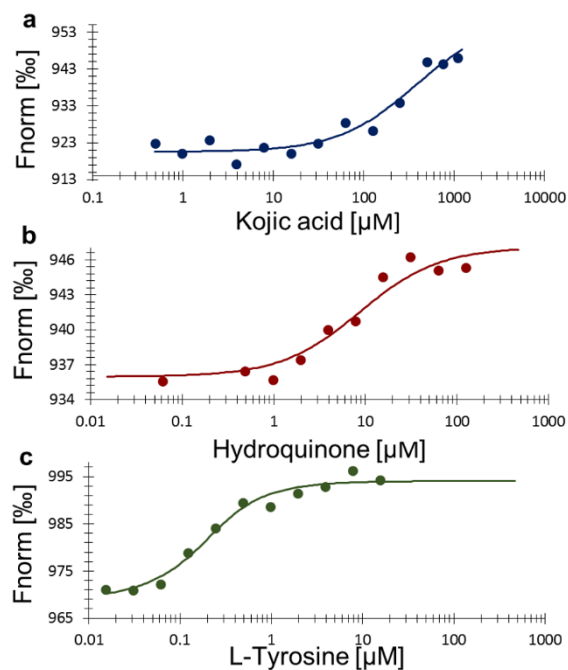 a
953
943
933
923
913
Fnorm [‰]
0.1 1 10 100 1000 10000
Kojic acid [µM]
b
946
943
940
937
934
Fnorm [‰]
0.01 0.1 1 10 100 1000
Hydroquinone [µM]
c
995
985
975
965
Fnorm [‰]
0.01 0.1 1 10 100 1000
L-Tyrosine [µM]